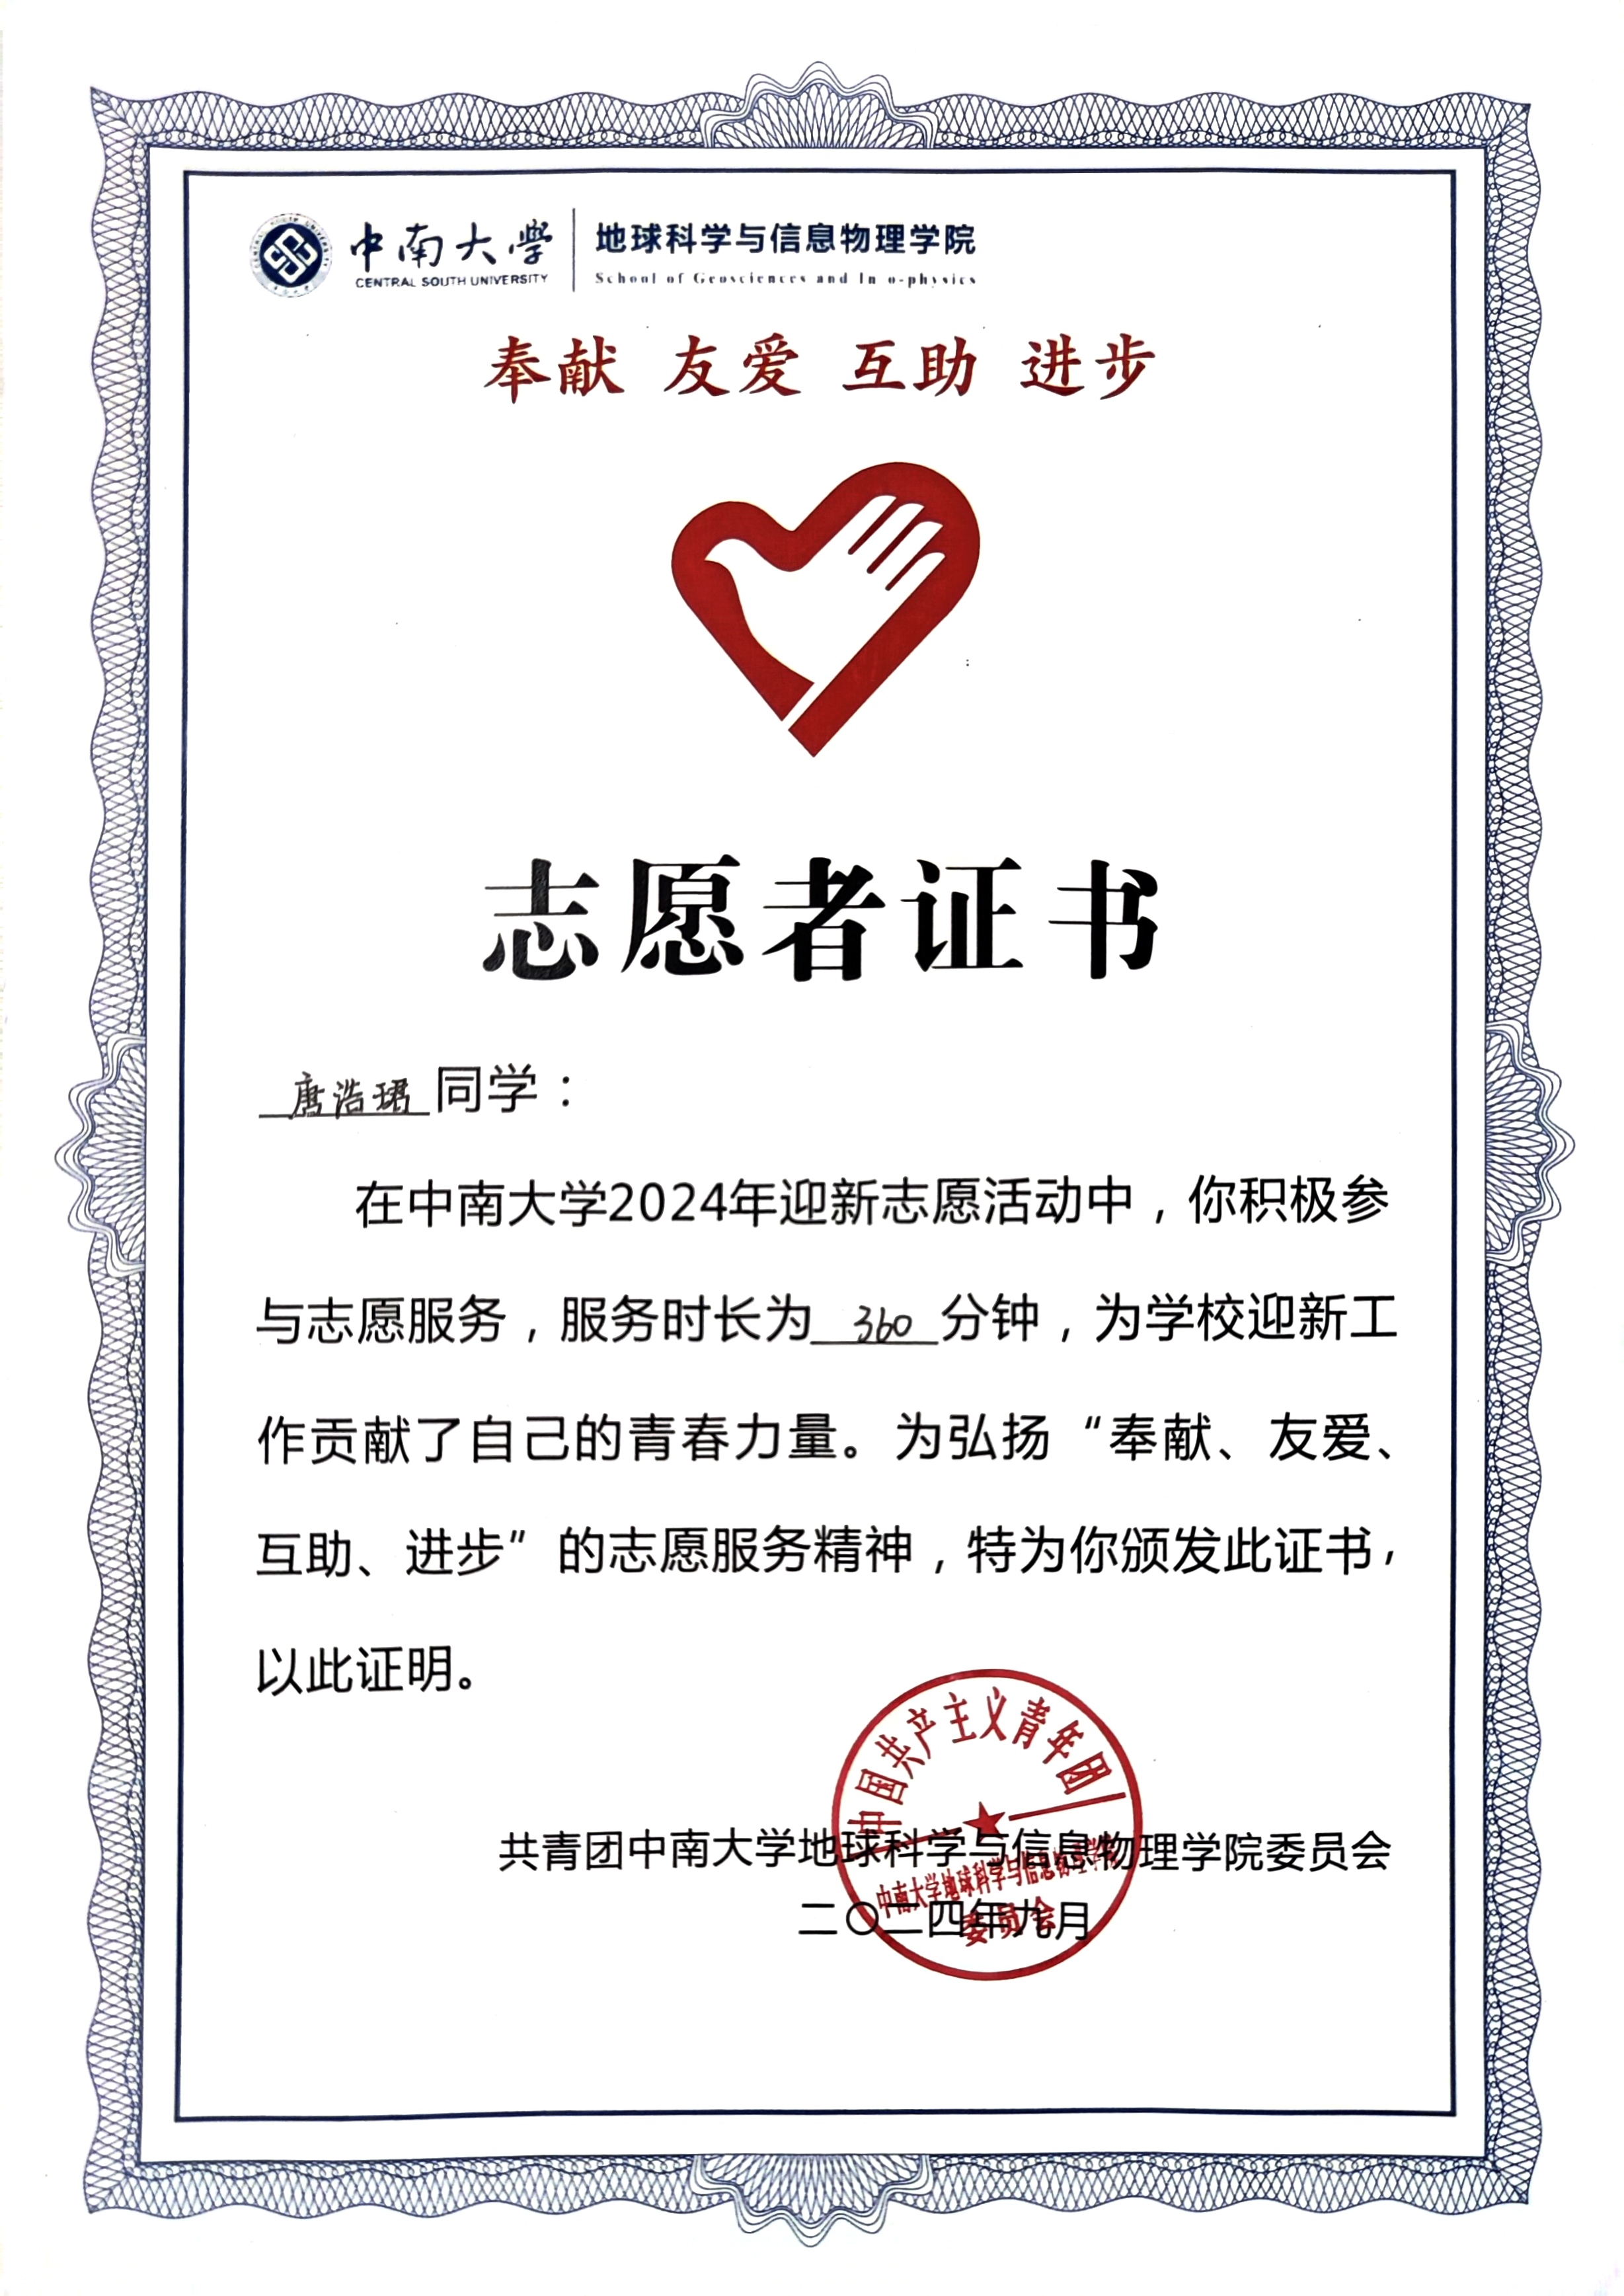 中南大学
CENTRAL SOUTH UNIVERSITY
地球科学与信息物理学院
School of Geosciences and In o-physics
奉献 友爱 互助 进步
志愿者证书
唐浩珺同学：
在中南大学2024年迎新志愿活动中，你积极参
与志愿服务，服务时长为360分钟，为学校迎新工
作贡献了自己的青春力量。为弘扬“奉献、友爱、
互助、进步”的志愿服务精神，特为你颁发此证书，
以此证明。
共青团中南大学地球科学与信息物理学院委员会
二〇二四年九月
中国共产主义青年团
中南大学地球科学与信息物理学院
委员会